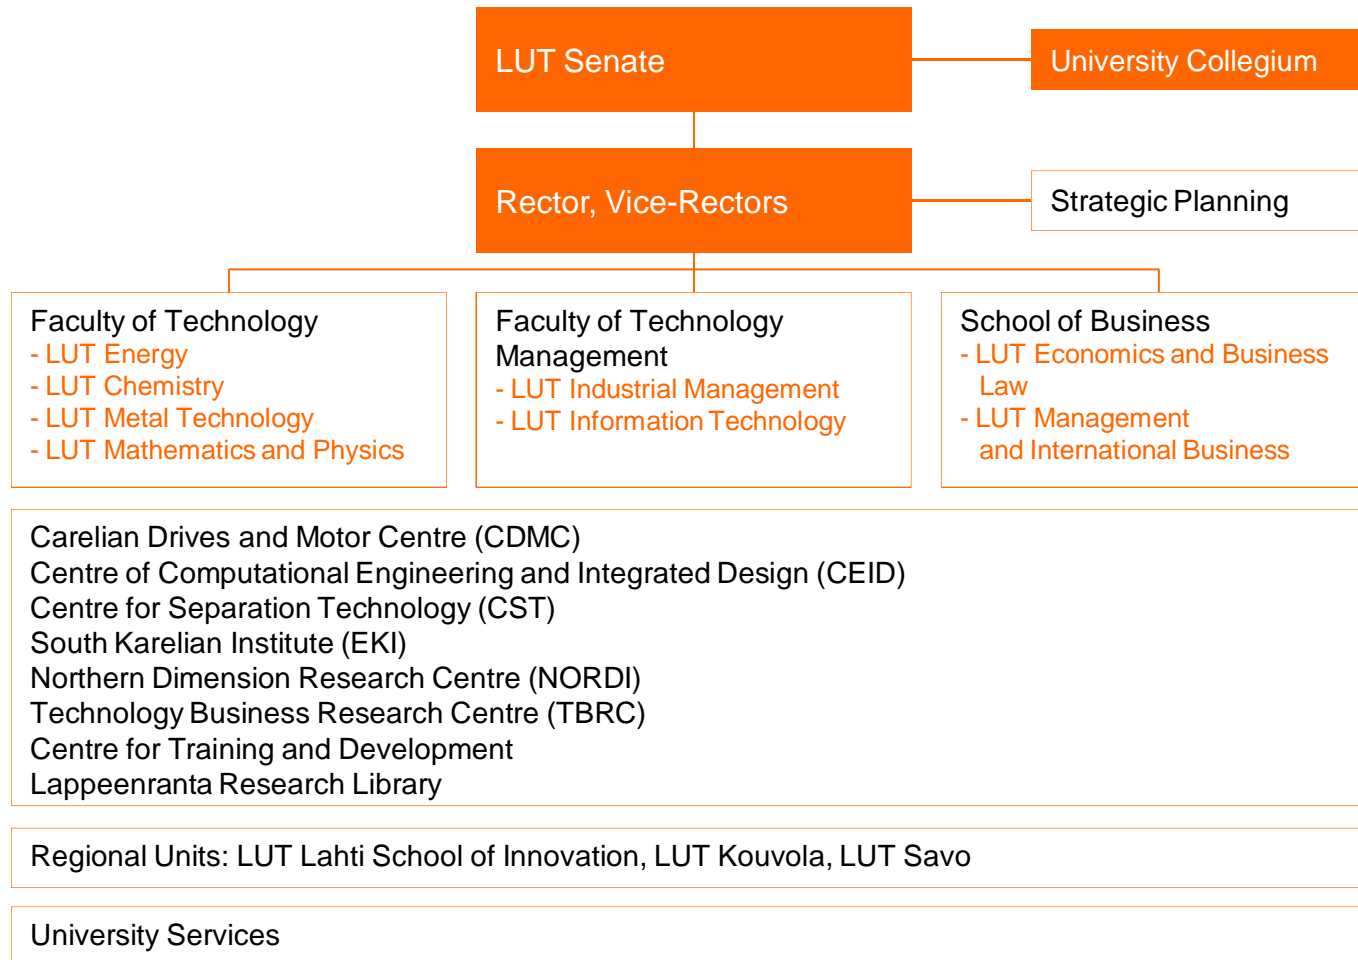 LUT Senate
University Collegium
Rector, Vice-Rectors
Strategic Planning
Faculty of Technology
- LUT Energy
- LUT Chemistry
- LUT Metal Technology
- LUT Mathematics and Physics
Faculty of Technology
Management
- LUT Industrial Management
- LUT Information Technology
School of Business
- LUT Economics and Business
Law
- LUT Management
and International Business
Carelian Drives and Motor Centre (CDMC)
Centre of Computational Engineering and Integrated Design (CEID)
Centre for Separation Technology (CST)
South Karelian Institute (EKI)
Northern Dimension Research Centre (NORDI)
Technology Business Research Centre (TBRC)
Centre for Training and Development
Lappeenranta Research Library
Regional Units: LUT Lahti School of Innovation, LUT Kouvola, LUT Savo
University Services